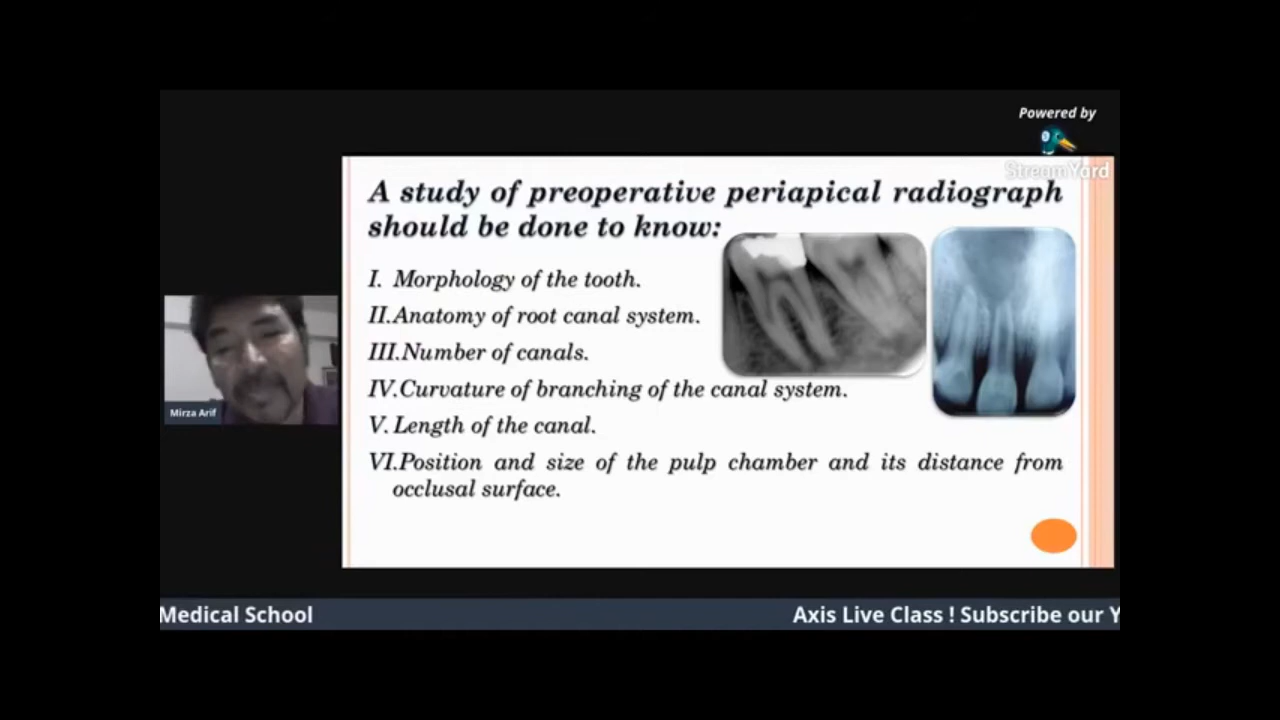 Powered by
StreamYard
A study of preoperative periapical radiograph
should be done to know:
I. Morphology of the tooth.
II.Anatomy of root canal system.
III.Number of canals.
IV.Curvature of branching of the canal system.
V. Length of the canal.
VI.Position and size of the pulp chamber and its distance from
occlusal surface.
Mirza Arif
Medical School
Axis Live Class ! Subscribe our Y